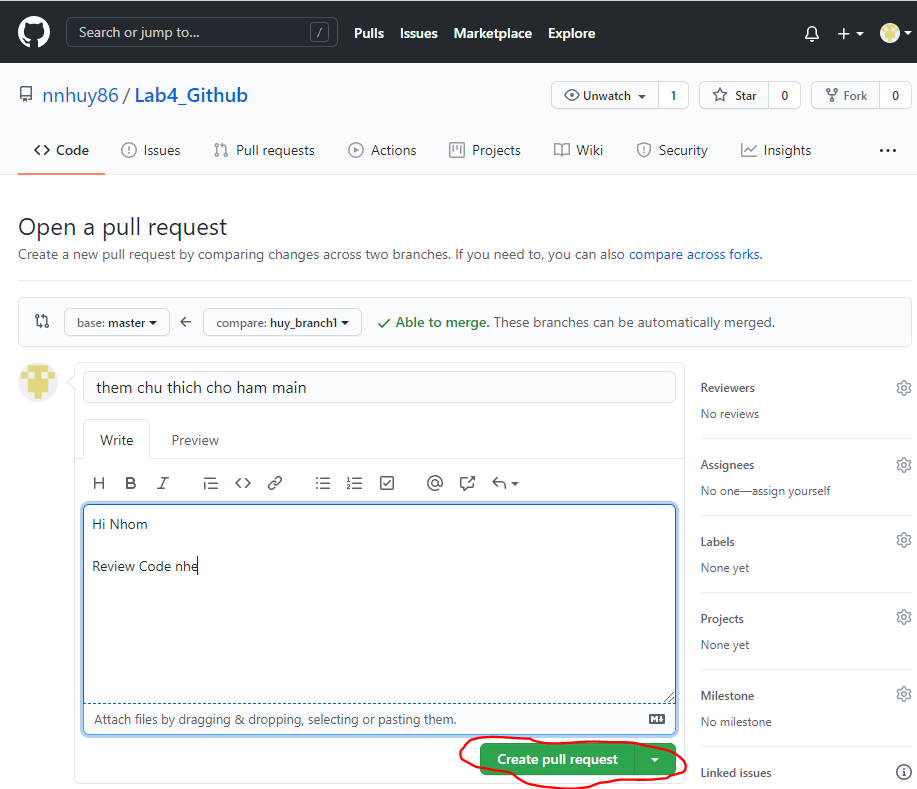 Search or jump to... /
Pulls Issues Marketplace Explore
nnhuy86 / Lab4_Github
Unwatch 1 Star 0 Fork 0
Code Issues Pull requests Actions Projects Wiki Security Insights
Open a pull request
Create a new pull request by comparing changes across two branches. If you need to, you can also compare across forks.
base: master compare: huy_branch1 Able to merge. These branches can be automatically merged.
them chu thich cho ham main
Write Preview
H B I @
Hi Nhom
Review Code nhe
Attach files by dragging & dropping, selecting or pasting them.
Create pull request
Reviewers
No reviews
Assignees
No one—assign yourself
Labels
None yet
Projects
None yet
Milestone
No milestone
Linked issues